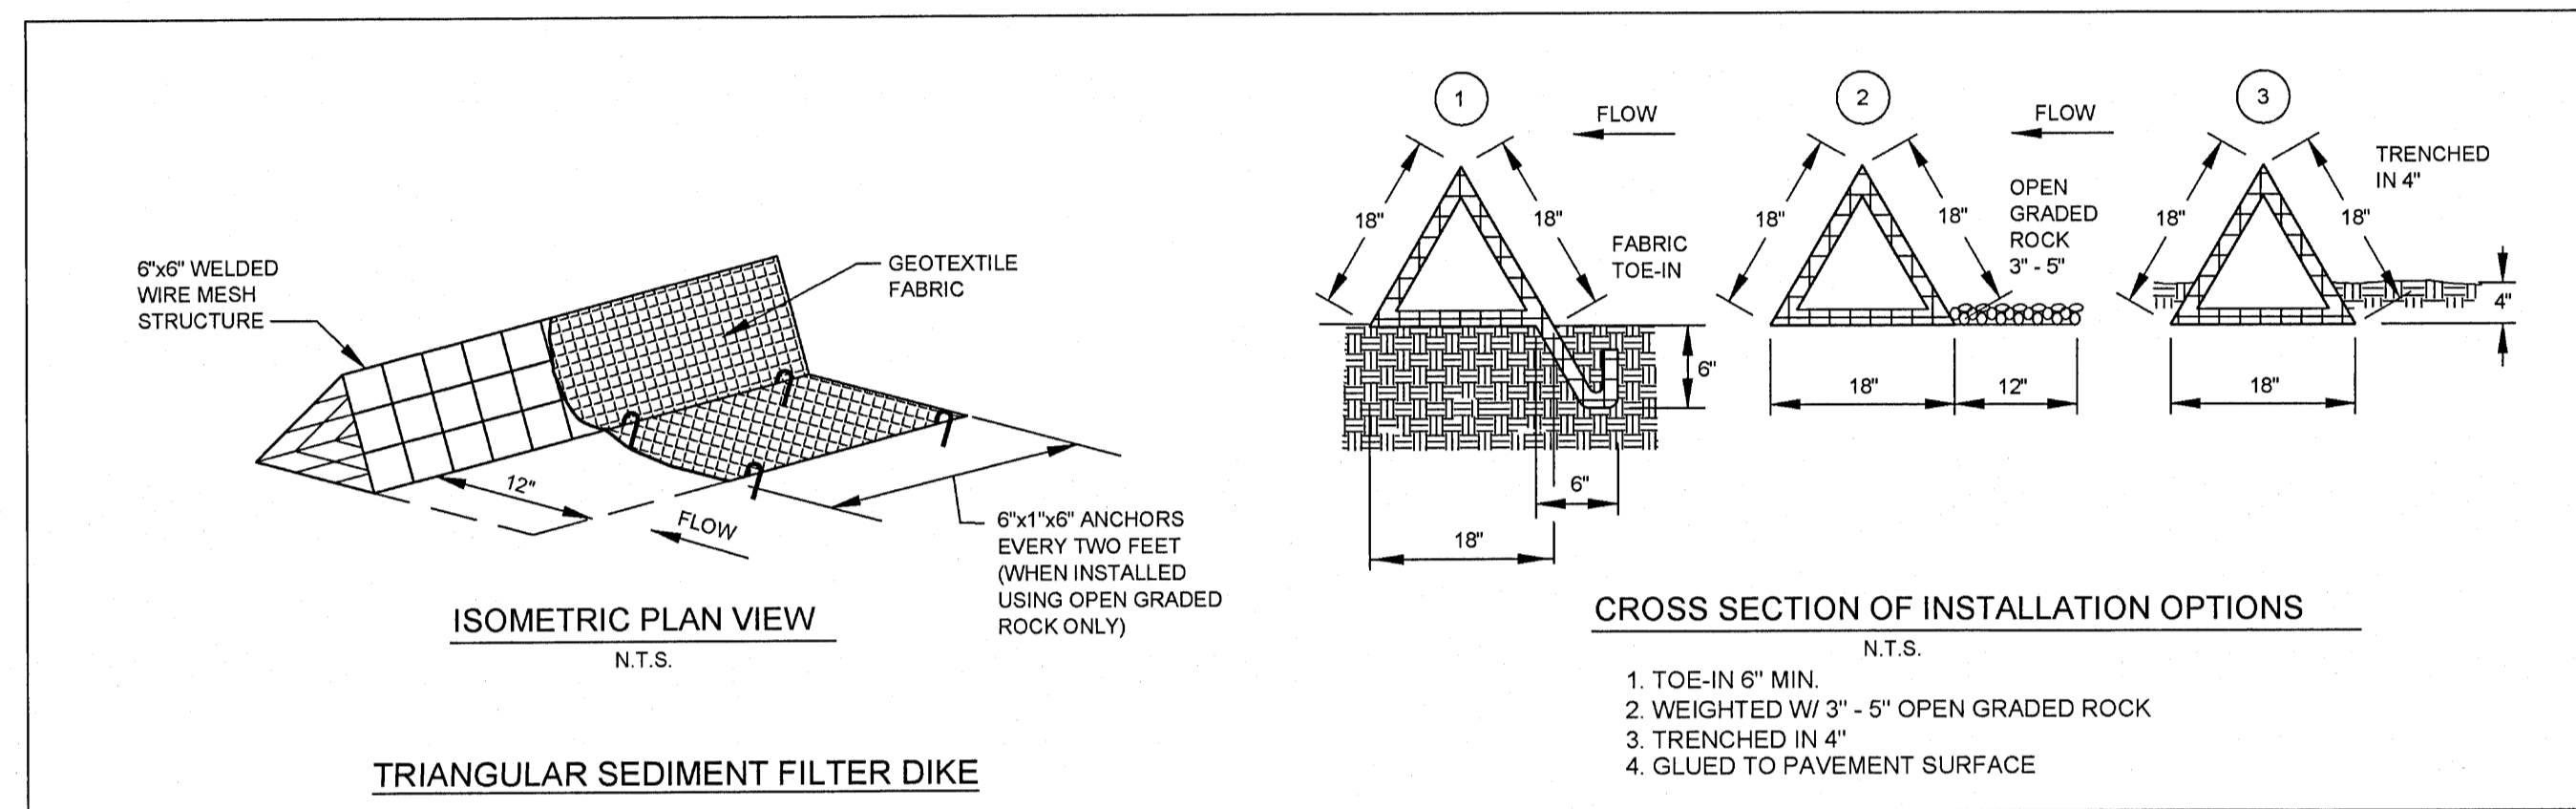 6"x6" WELDED
WIRE MESH
STRUCTURE
GEOTEXTILE
FABRIC
12"
FLOW
6"x1"x6" ANCHORS
EVERY TWO FEET
(WHEN INSTALLED
USING OPEN GRADED
ROCK ONLY)
ISOMETRIC PLAN VIEW
N.T.S.
TRIANGULAR SEDIMENT FILTER DIKE
1
FLOW
18"
18"
FABRIC
TOE-IN
6"
6"
18"
2
FLOW
18"
18"
OPEN
GRADED
ROCK
3" - 5"
18"
12"
3
TRENCHED
IN 4"
18"
18"
4"
18"
CROSS SECTION OF INSTALLATION OPTIONS
N.T.S.
1. TOE-IN 6" MIN.
2. WEIGHTED W/ 3" - 5" OPEN GRADED ROCK
3. TRENCHED IN 4"
4. GLUED TO PAVEMENT SURFACE